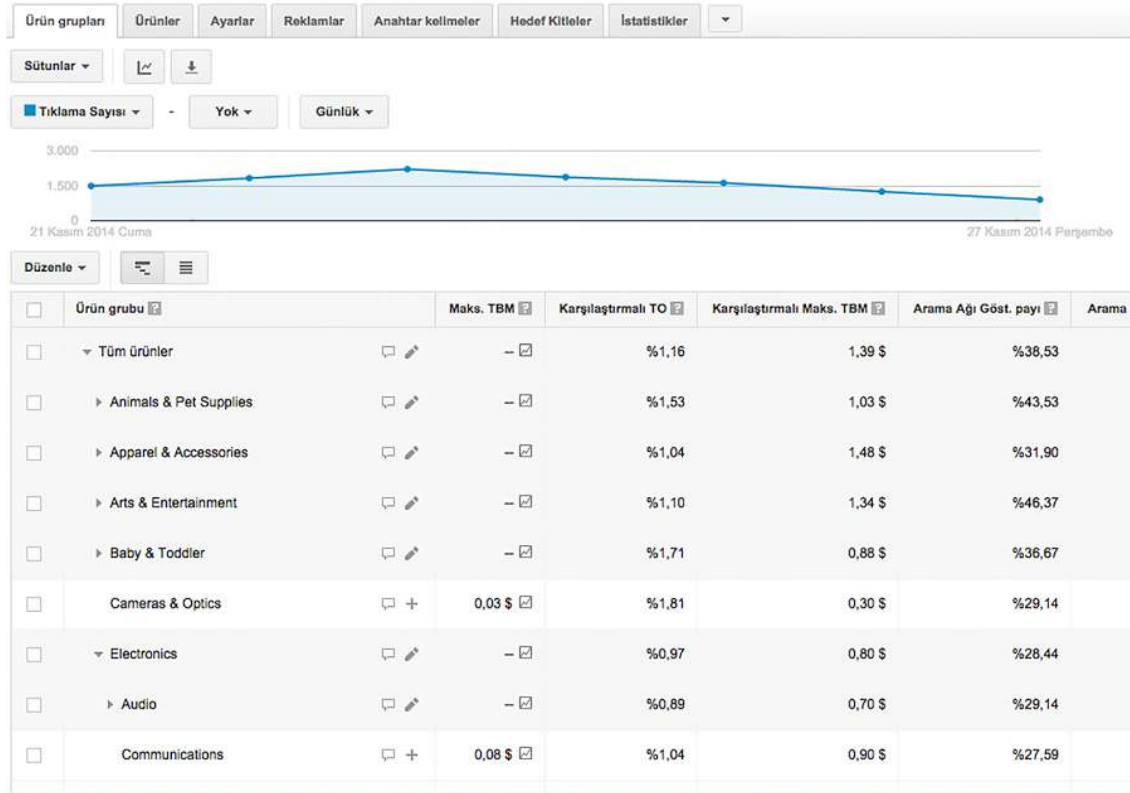 Ürün grupları Ürünler Ayarlar Reklamlar Anahtar kelimeler Hedef Kitleler İstatistikler
Sütunlar
Tıklama Sayısı - Yok Günlük
3.000
1.500
0
21 Kasım 2014 Cuma 27 Kasım 2014 Perşembe
Düzenle
Ürün grubu ? Maks. TBM ? Karşılaştırmalı TO ? Karşılaştırmalı Maks. TBM ? Arama Ağı Göst. payı ? Arama
Tüm ürünler -- %1,16 1,39 $ %38,53
Animals & Pet Supplies -- %1,53 1,03 $ %43,53
Apparel & Accessories -- %1,04 1,48 $ %31,90
Arts & Entertainment -- %1,10 1,34 $ %46,37
Baby & Toddler -- %1,71 0,88 $ %36,67
Cameras & Optics 0,03 $ %1,81 0,30 $ %29,14
Electronics -- %0,97 0,80 $ %28,44
Audio -- %0,89 0,70 $ %29,14
Communications 0,08 $ %1,04 0,90 $ %27,59